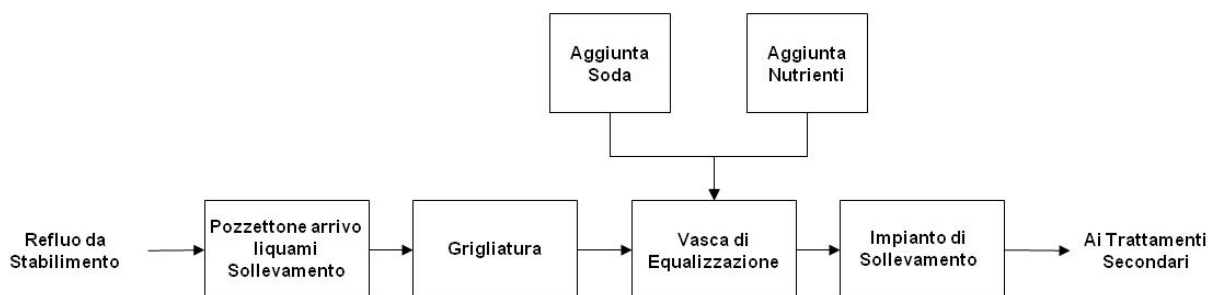 Aggiunta
Soda
Aggiunta
Nutrienti
Refluo da
Stabilimento
Pozzettone arrivo
liquami
Sollevamento
Grigliatura
Vasca di
Equalizzazione
Impianto di
Sollevamento
Ai Trattamenti
Secondari